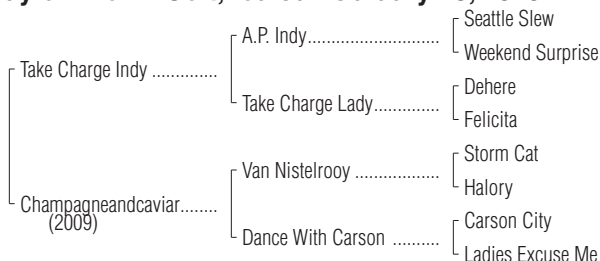 Seattle Slew
A.P. Indy
Weekend Surprise
Take Charge Indy
Dehere
Take Charge Lady
Felicita
Storm Cat
Van Nistelrooy
Halory
Champagneandcaviar
(2009)
Carson City
Dance With Carson
Ladies Excuse Me